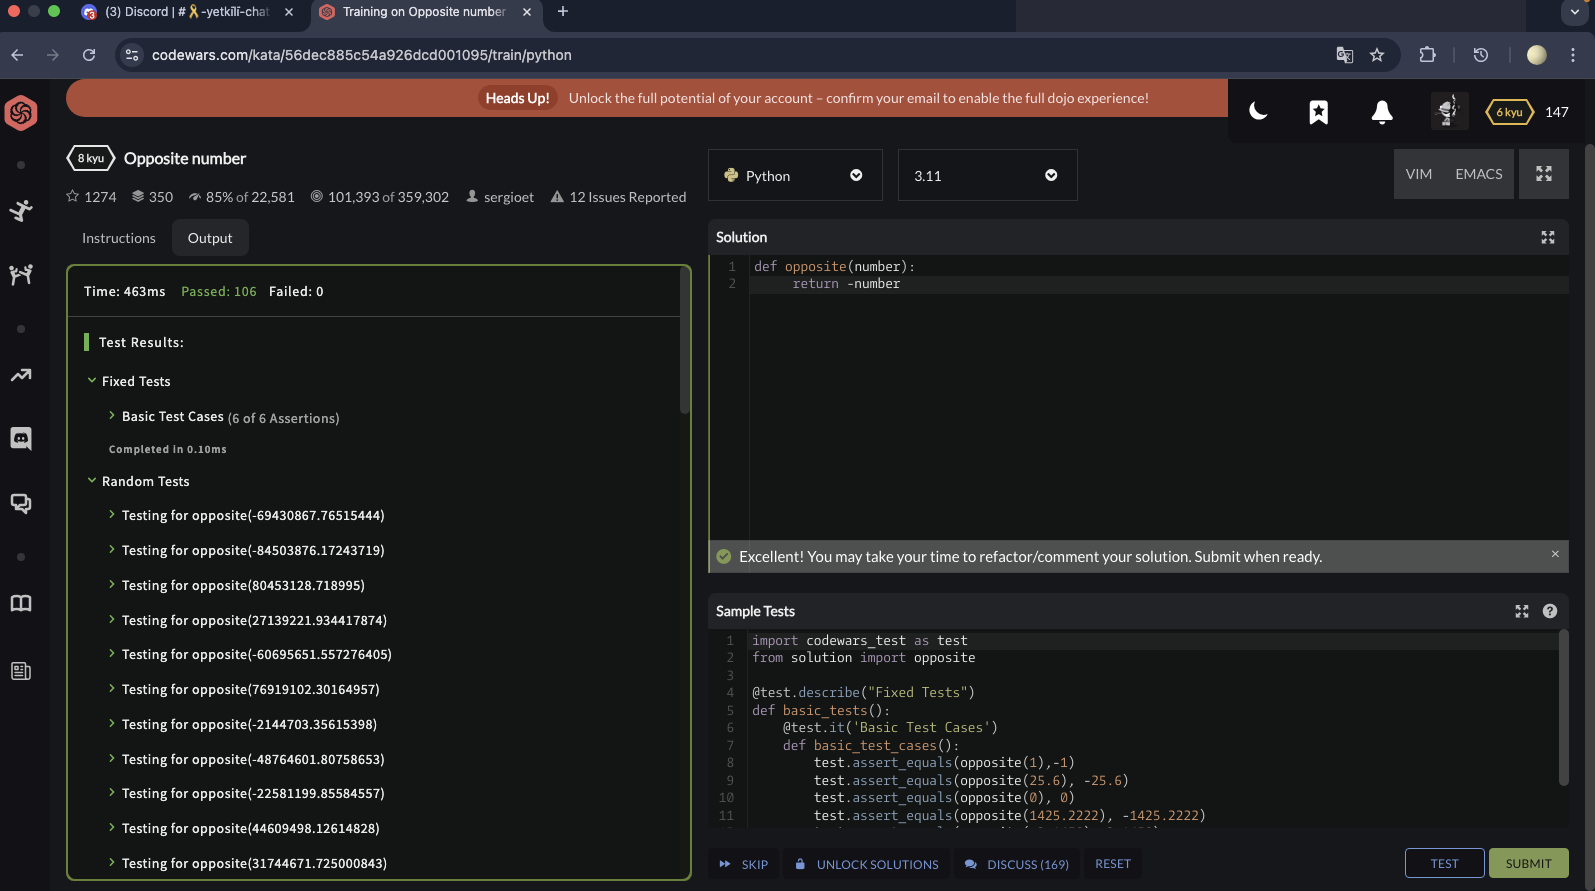 (3) Discord | #🎗️-yetkili-chat
Training on Opposite number
codewars.com/kata/56dec885c54a926dcd001095/train/python
Heads Up! Unlock the full potential of your account – confirm your email to enable the full dojo experience!
6 kyu 147
8 kyu Opposite number
1274 350 85% of 22,581 101,393 of 359,302 sergioet 12 Issues Reported
Instructions Output
Time: 463ms Passed: 106 Failed: 0
Test Results:
Fixed Tests
Basic Test Cases (6 of 6 Assertions)
Completed in 0.10ms
Random Tests
Testing for opposite(-69430867.76515444)
Testing for opposite(-84503876.17243719)
Testing for opposite(80453128.718995)
Testing for opposite(27139221.934417874)
Testing for opposite(-60695651.557276405)
Testing for opposite(76919102.30164957)
Testing for opposite(-2144703.35615398)
Testing for opposite(-48764601.80758653)
Testing for opposite(-22581199.85584557)
Testing for opposite(44609498.12614828)
Testing for opposite(31744671.725000843)
Python 3.11 VIM EMACS
Solution
1 def opposite(number):
2 return -number
Excellent! You may take your time to refactor/comment your solution. Submit when ready.
Sample Tests
1 import codewars_test as test
2 from solution import opposite
3
4 @test.describe("Fixed Tests")
5 def basic_tests():
6 @test.it('Basic Test Cases')
7 def basic_test_cases():
8 test.assert_equals(opposite(1),-1)
9 test.assert_equals(opposite(25.6), -25.6)
10 test.assert_equals(opposite(0), 0)
11 test.assert_equals(opposite(1425.2222), -1425.2222)
SKIP UNLOCK SOLUTIONS DISCUSS (169) RESET TEST SUBMIT